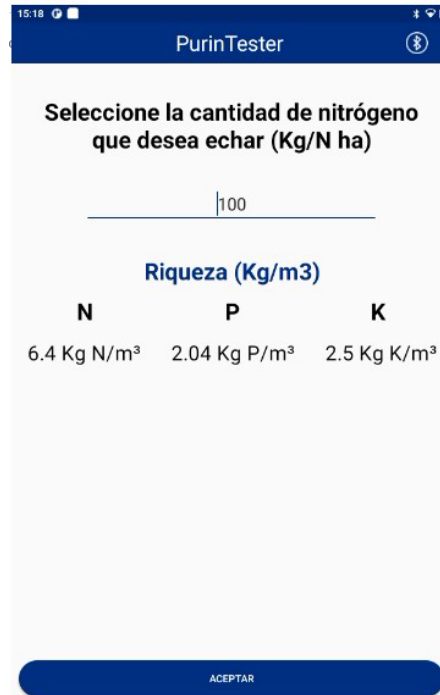 15:18
PurinTester
Seleccione la cantidad de nitrógeno
que desea echar (Kg/N ha)
100
Riqueza (Kg/m3)
N P K
6.4 Kg N/m³ 2.04 Kg P/m³ 2.5 Kg K/m³
ACEPTAR